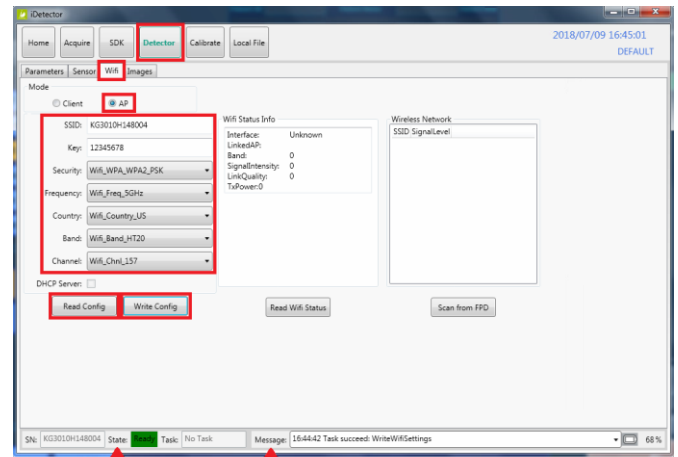 iDetector
Home Acquire SDK Detector Calibrate Local File
2018/07/09 16:45:01
DEFAULT
Parameters Sensor Wifi Images
Mode
Client AP
SSID: KG3010H148004
Key: 12345678
Security: Wifi_WPA_WPA2_PSK
Frequency: Wifi_Freq_5GHz
Country: Wifi_Country_US
Band: Wifi_Band_HT20
Channel: Wifi_Chnl_157
DHCP Server:
Read Config Write Config
Wifi Status Info
Interface: Unknown
LinkedAP:
Band: 0
SignalIntensity: 0
LinkQuality: 0
TxPower:0
Read Wifi Status
Wireless Network
SSID SignalLevel
Scan from FPD
SN: KG3010H148004 State: Ready Task: No Task Message: 16:44:42 Task succeed: WriteWifiSettings 68%